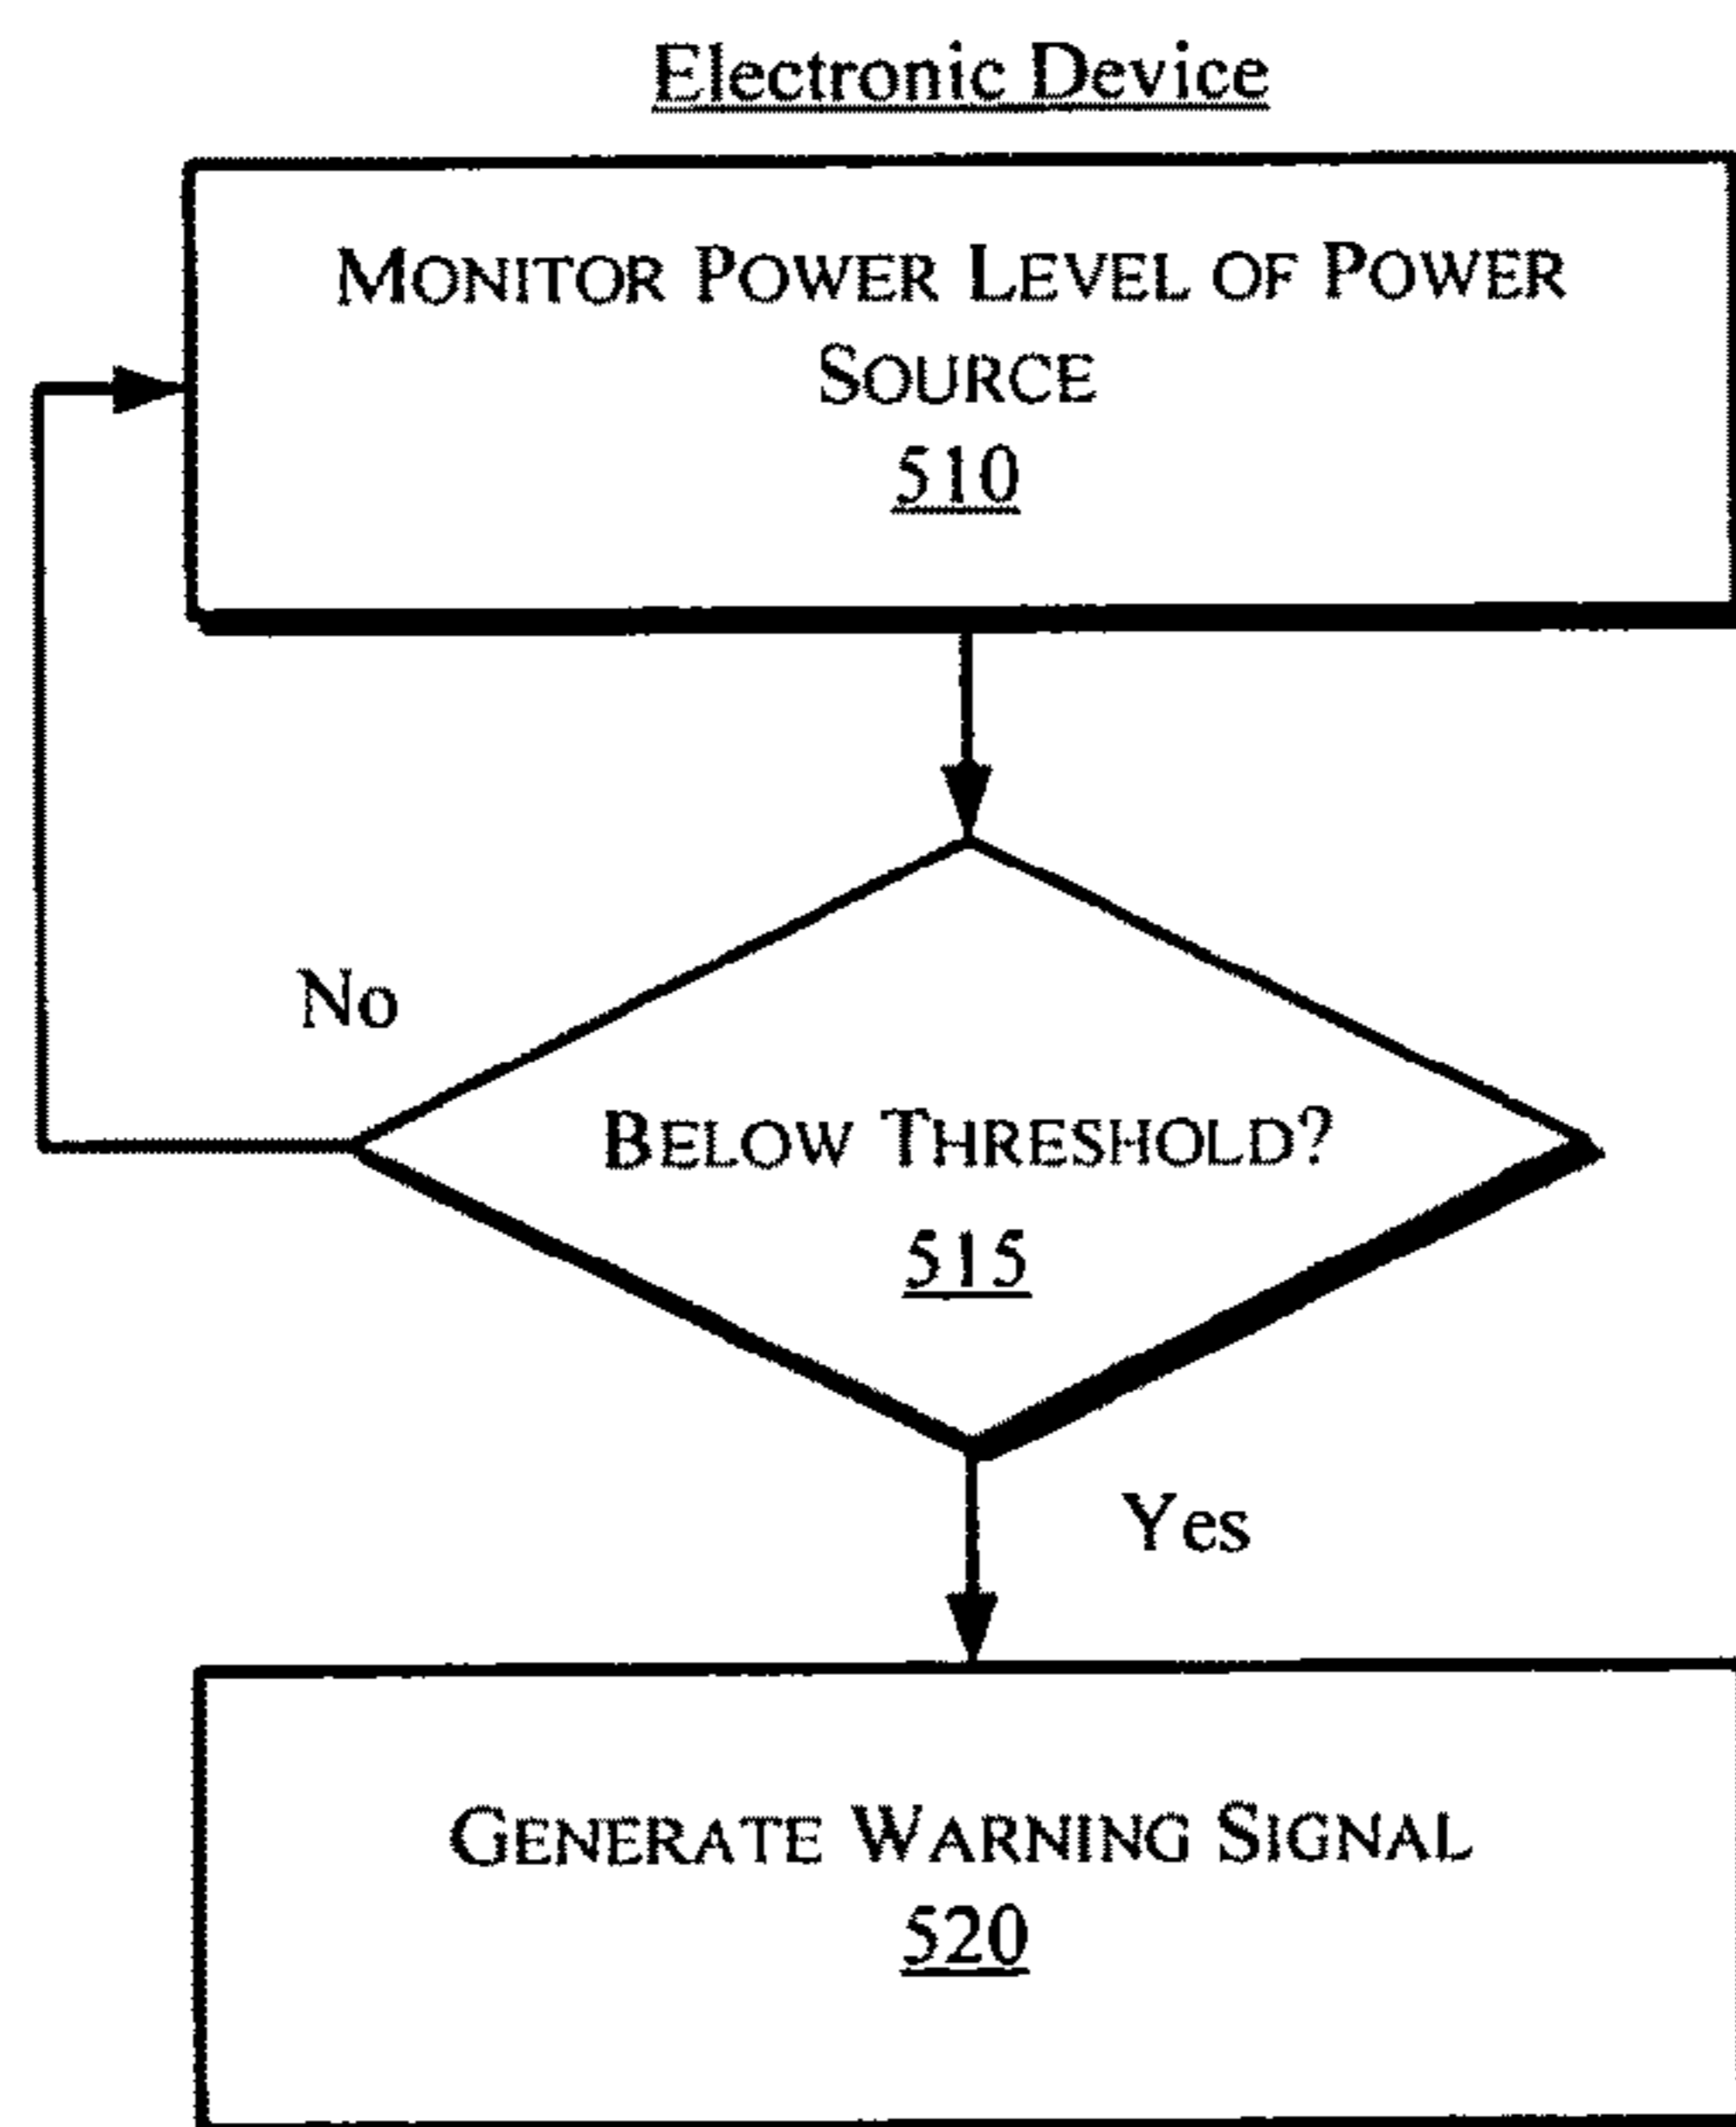 Electronic Device
MONITOR POWER LEVEL OF POWER
SOURCE
510
No
BELOW THRESHOLD?
515
Yes
GENERATE WARNING SIGNAL
520